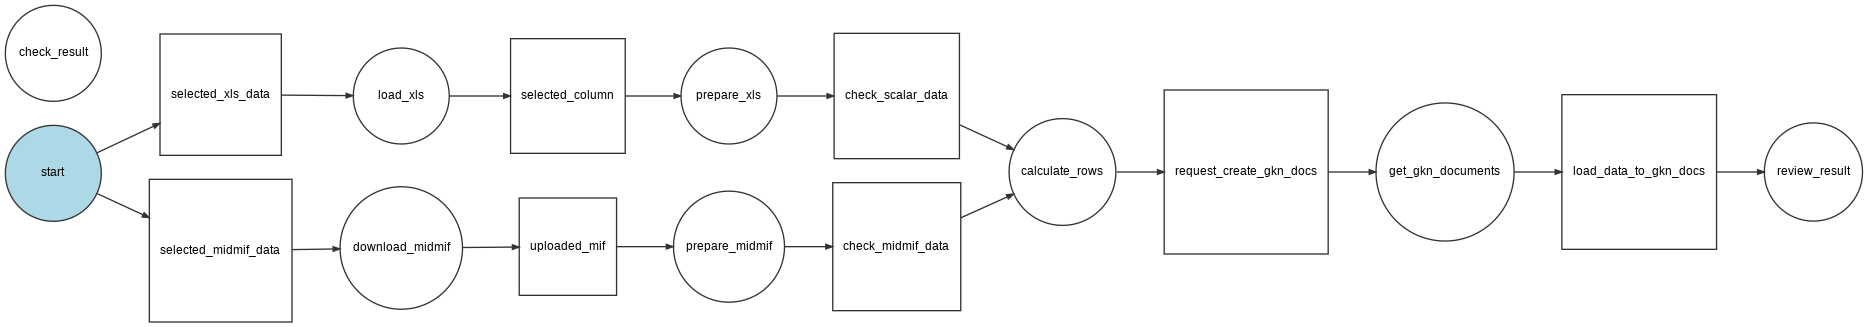 check_result
start
selected_xls_data
load_xls
selected_column
prepare_xls
check_scalar_data
selected_midmif_data
download_midmif
uploaded_mif
prepare_midmif
check_midmif_data
calculate_rows
request_create_gkn_docs
get_gkn_documents
load_data_to_gkn_docs
review_result